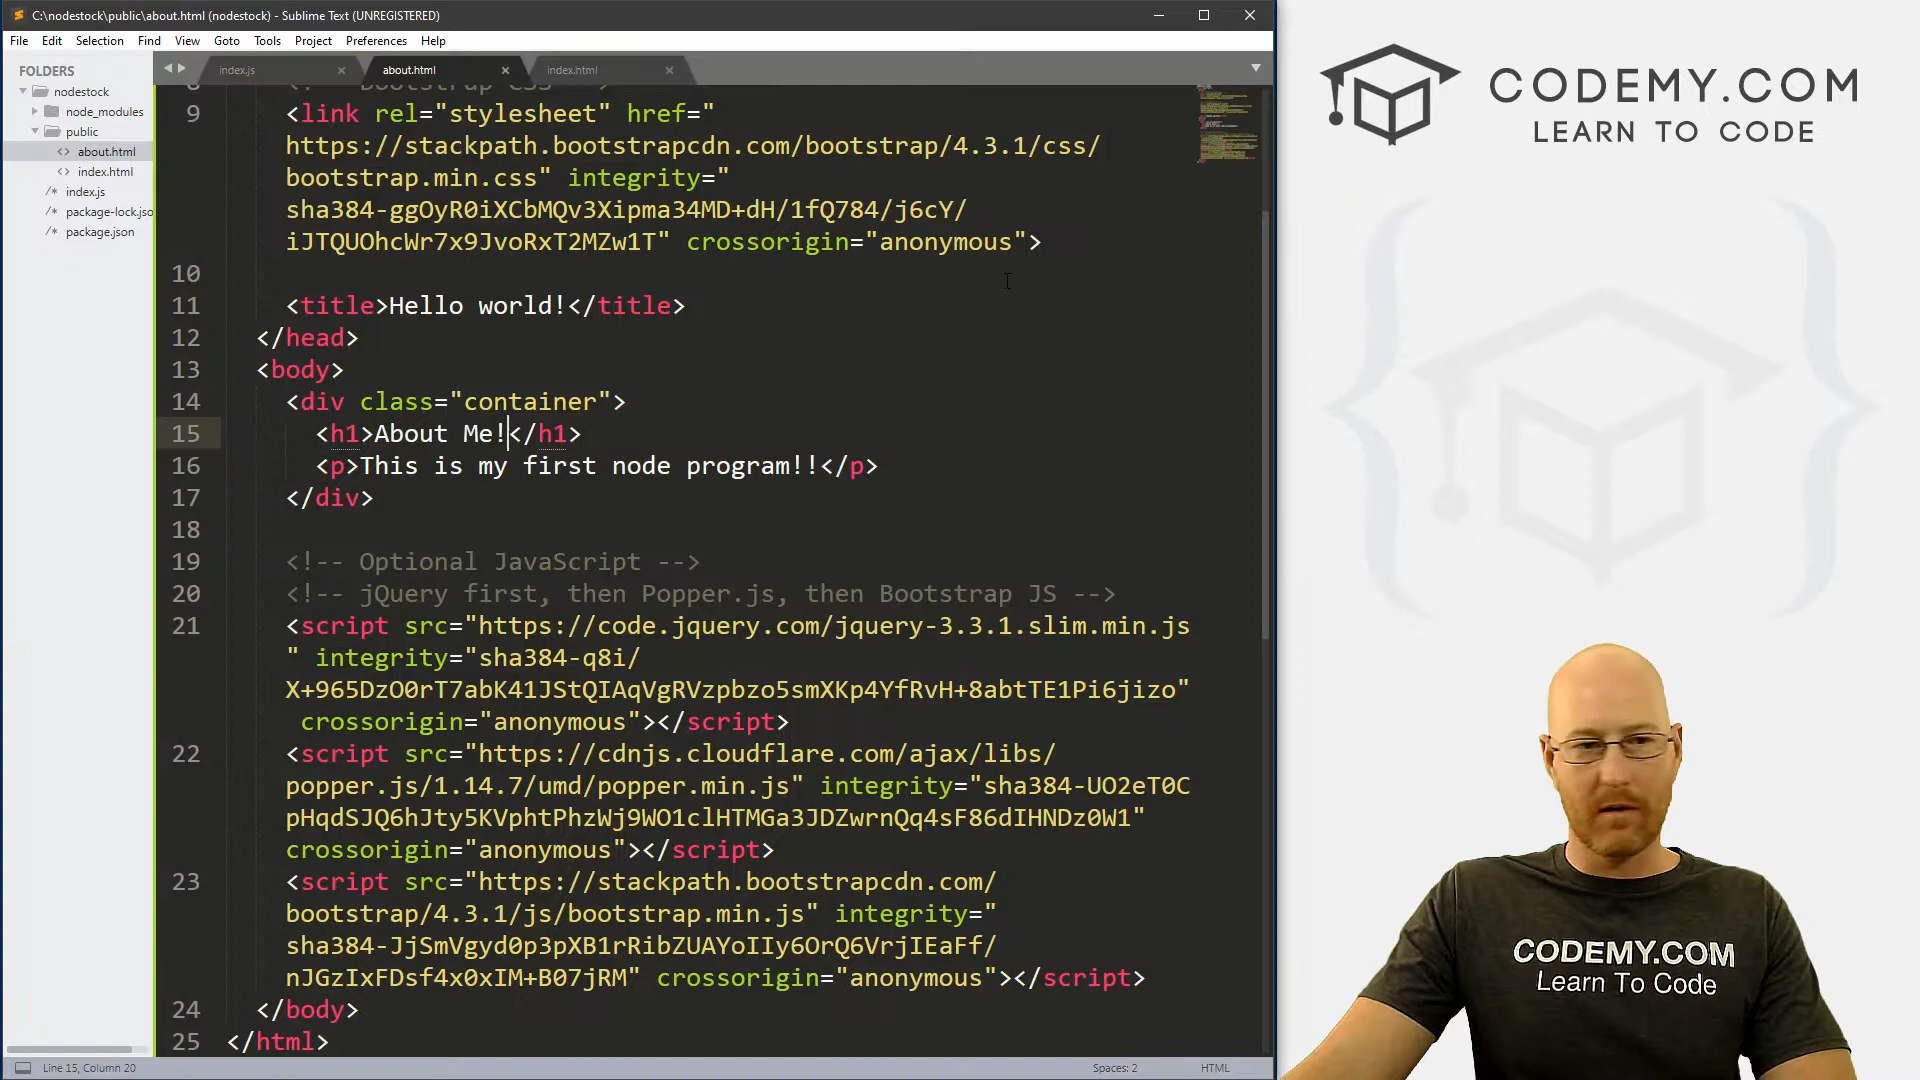 C:\nodestock\public\about.html (nodestock) - Sublime Text (UNREGISTERED)
File Edit Selection Find View Goto Tools Project Preferences Help
FOLDERS
nodestock
node_modules
public
about.html
index.html
index.js
package-lock.jso
package.json
index.js about.html index.html
9 <link rel="stylesheet" href="
https://stackpath.bootstrapcdn.com/bootstrap/4.3.1/css/
bootstrap.min.css" integrity="
sha384-ggOyR0iXCbMQv3Xipma34MD+dH/1fQ784/j6cY/
iJTQUOhcWr7x9JvoRxT2MZw1T" crossorigin="anonymous">
10
11 <title>Hello world!</title>
12 </head>
13 <body>
14 <div class="container">
15 <h1>About Me!</h1>
16 <p>This is my first node program!!</p>
17 </div>
18
19 <!-- Optional JavaScript -->
20 <!-- jQuery first, then Popper.js, then Bootstrap JS -->
21 <script src="https://code.jquery.com/jquery-3.3.1.slim.min.js
" integrity="sha384-q8i/
X+965DzO0rT7abK41JStQIAqVgRVzpbzo5smXKp4YfRvH+8abtTE1Pi6jizo"
crossorigin="anonymous"></script>
22 <script src="https://cdnjs.cloudflare.com/ajax/libs/
popper.js/1.14.7/umd/popper.min.js" integrity="sha384-UO2eT0C
pHqdSJQ6hJty5KVphtPhzWj9WO1clHTMGa3JDZwrnQq4sF86dIHNDz0W1"
crossorigin="anonymous"></script>
23 <script src="https://stackpath.bootstrapcdn.com/
bootstrap/4.3.1/js/bootstrap.min.js" integrity="
sha384-JjSmVgyd0p3pXB1rRibZUAYoIIy6OrQ6VrjIEaFf/
nJGzIxFDsf4x0xIM+B07jRM" crossorigin="anonymous"></script>
24 </body>
25 </html>
Line 15, Column 20
Spaces: 2
HTML
CODEMY.COM
LEARN TO CODE
CODEMY.COM
Learn To Code